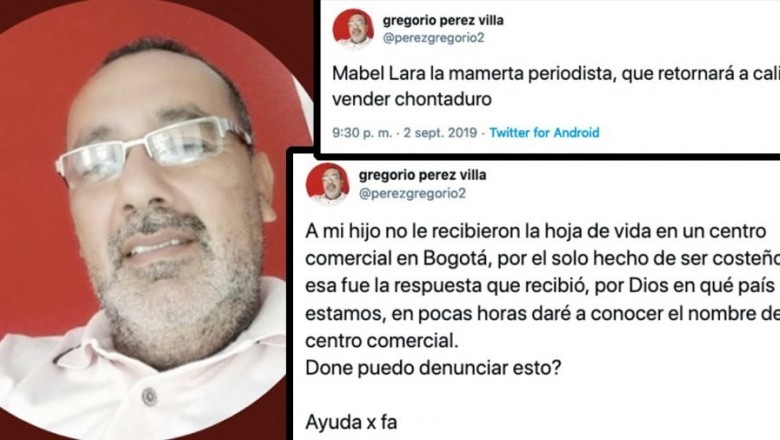 gregorio perez villa
@perezgregorio2
Mabel Lara la mamerta periodista, que retornará a cali
vender chontaduro
9:30 p. m. · 2 sept. 2019 · Twitter for Android
gregorio perez villa
@perezgregorio2
A mi hijo no le recibieron la hoja de vida en un centro
comercial en Bogotá, por el solo hecho de ser costeño
esa fue la respuesta que recibió, por Dios en qué país
estamos, en pocas horas daré a conocer el nombre de
centro comercial.
Done puedo denunciar esto?
Ayuda x fa